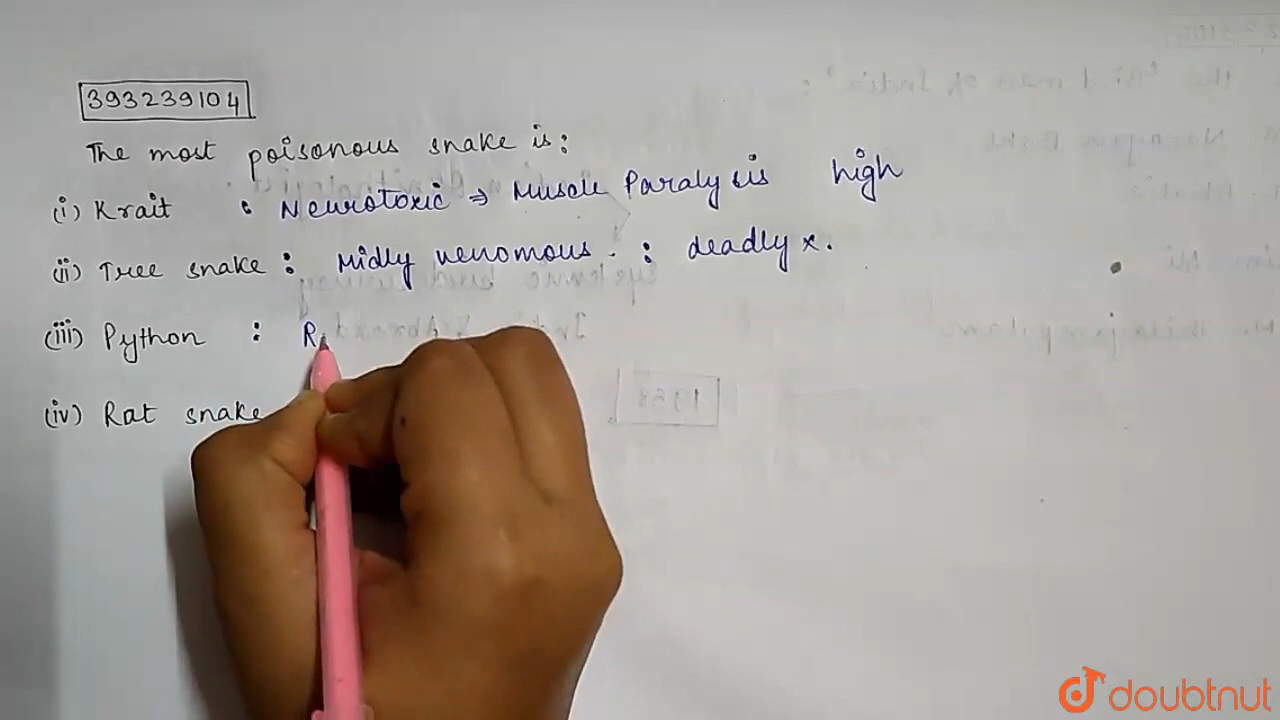 393239104
The most poisonous snake is:
(i) Krait : Neurotoxic ⇒ Muscle Paralysis high
(ii) Tree snake : Midly venomous. : deadly x.
(iii) Python : R
(iv) Rat snake
doubtnut